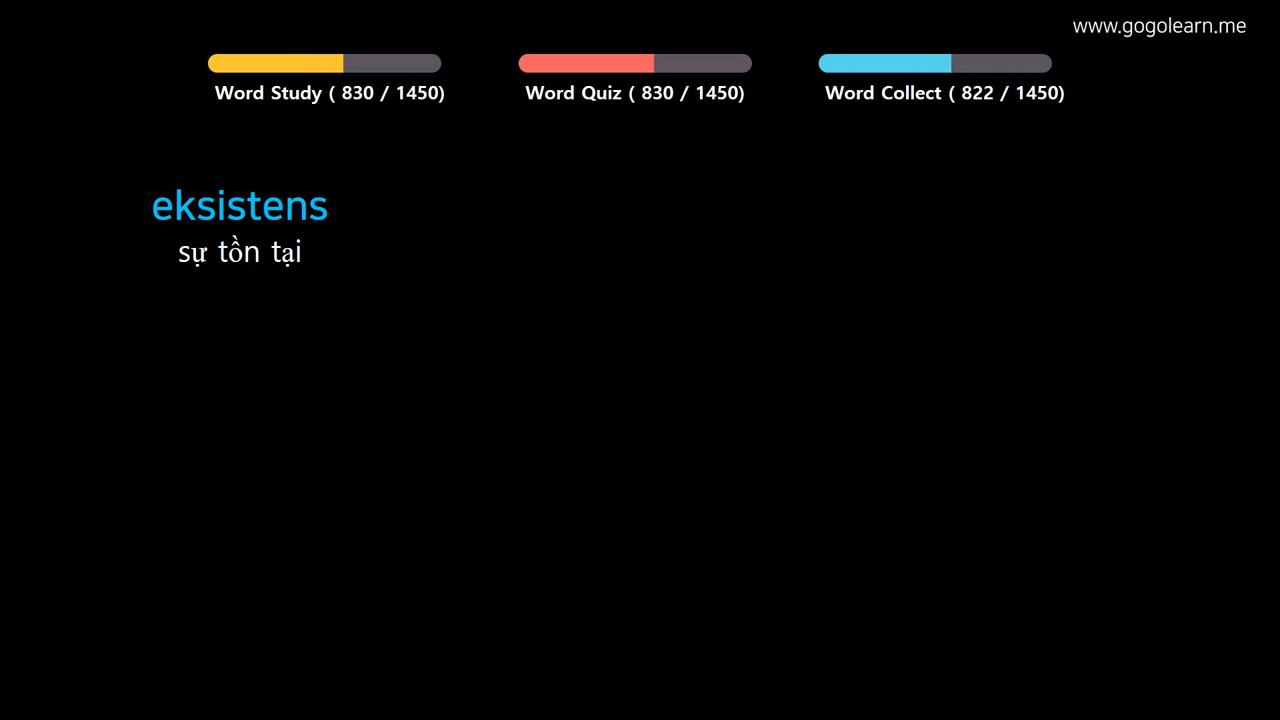 www.gogolearn.me
Word Study ( 830 / 1450)
Word Quiz ( 830 / 1450)
Word Collect ( 822 / 1450)
eksistens
sự tồn tại